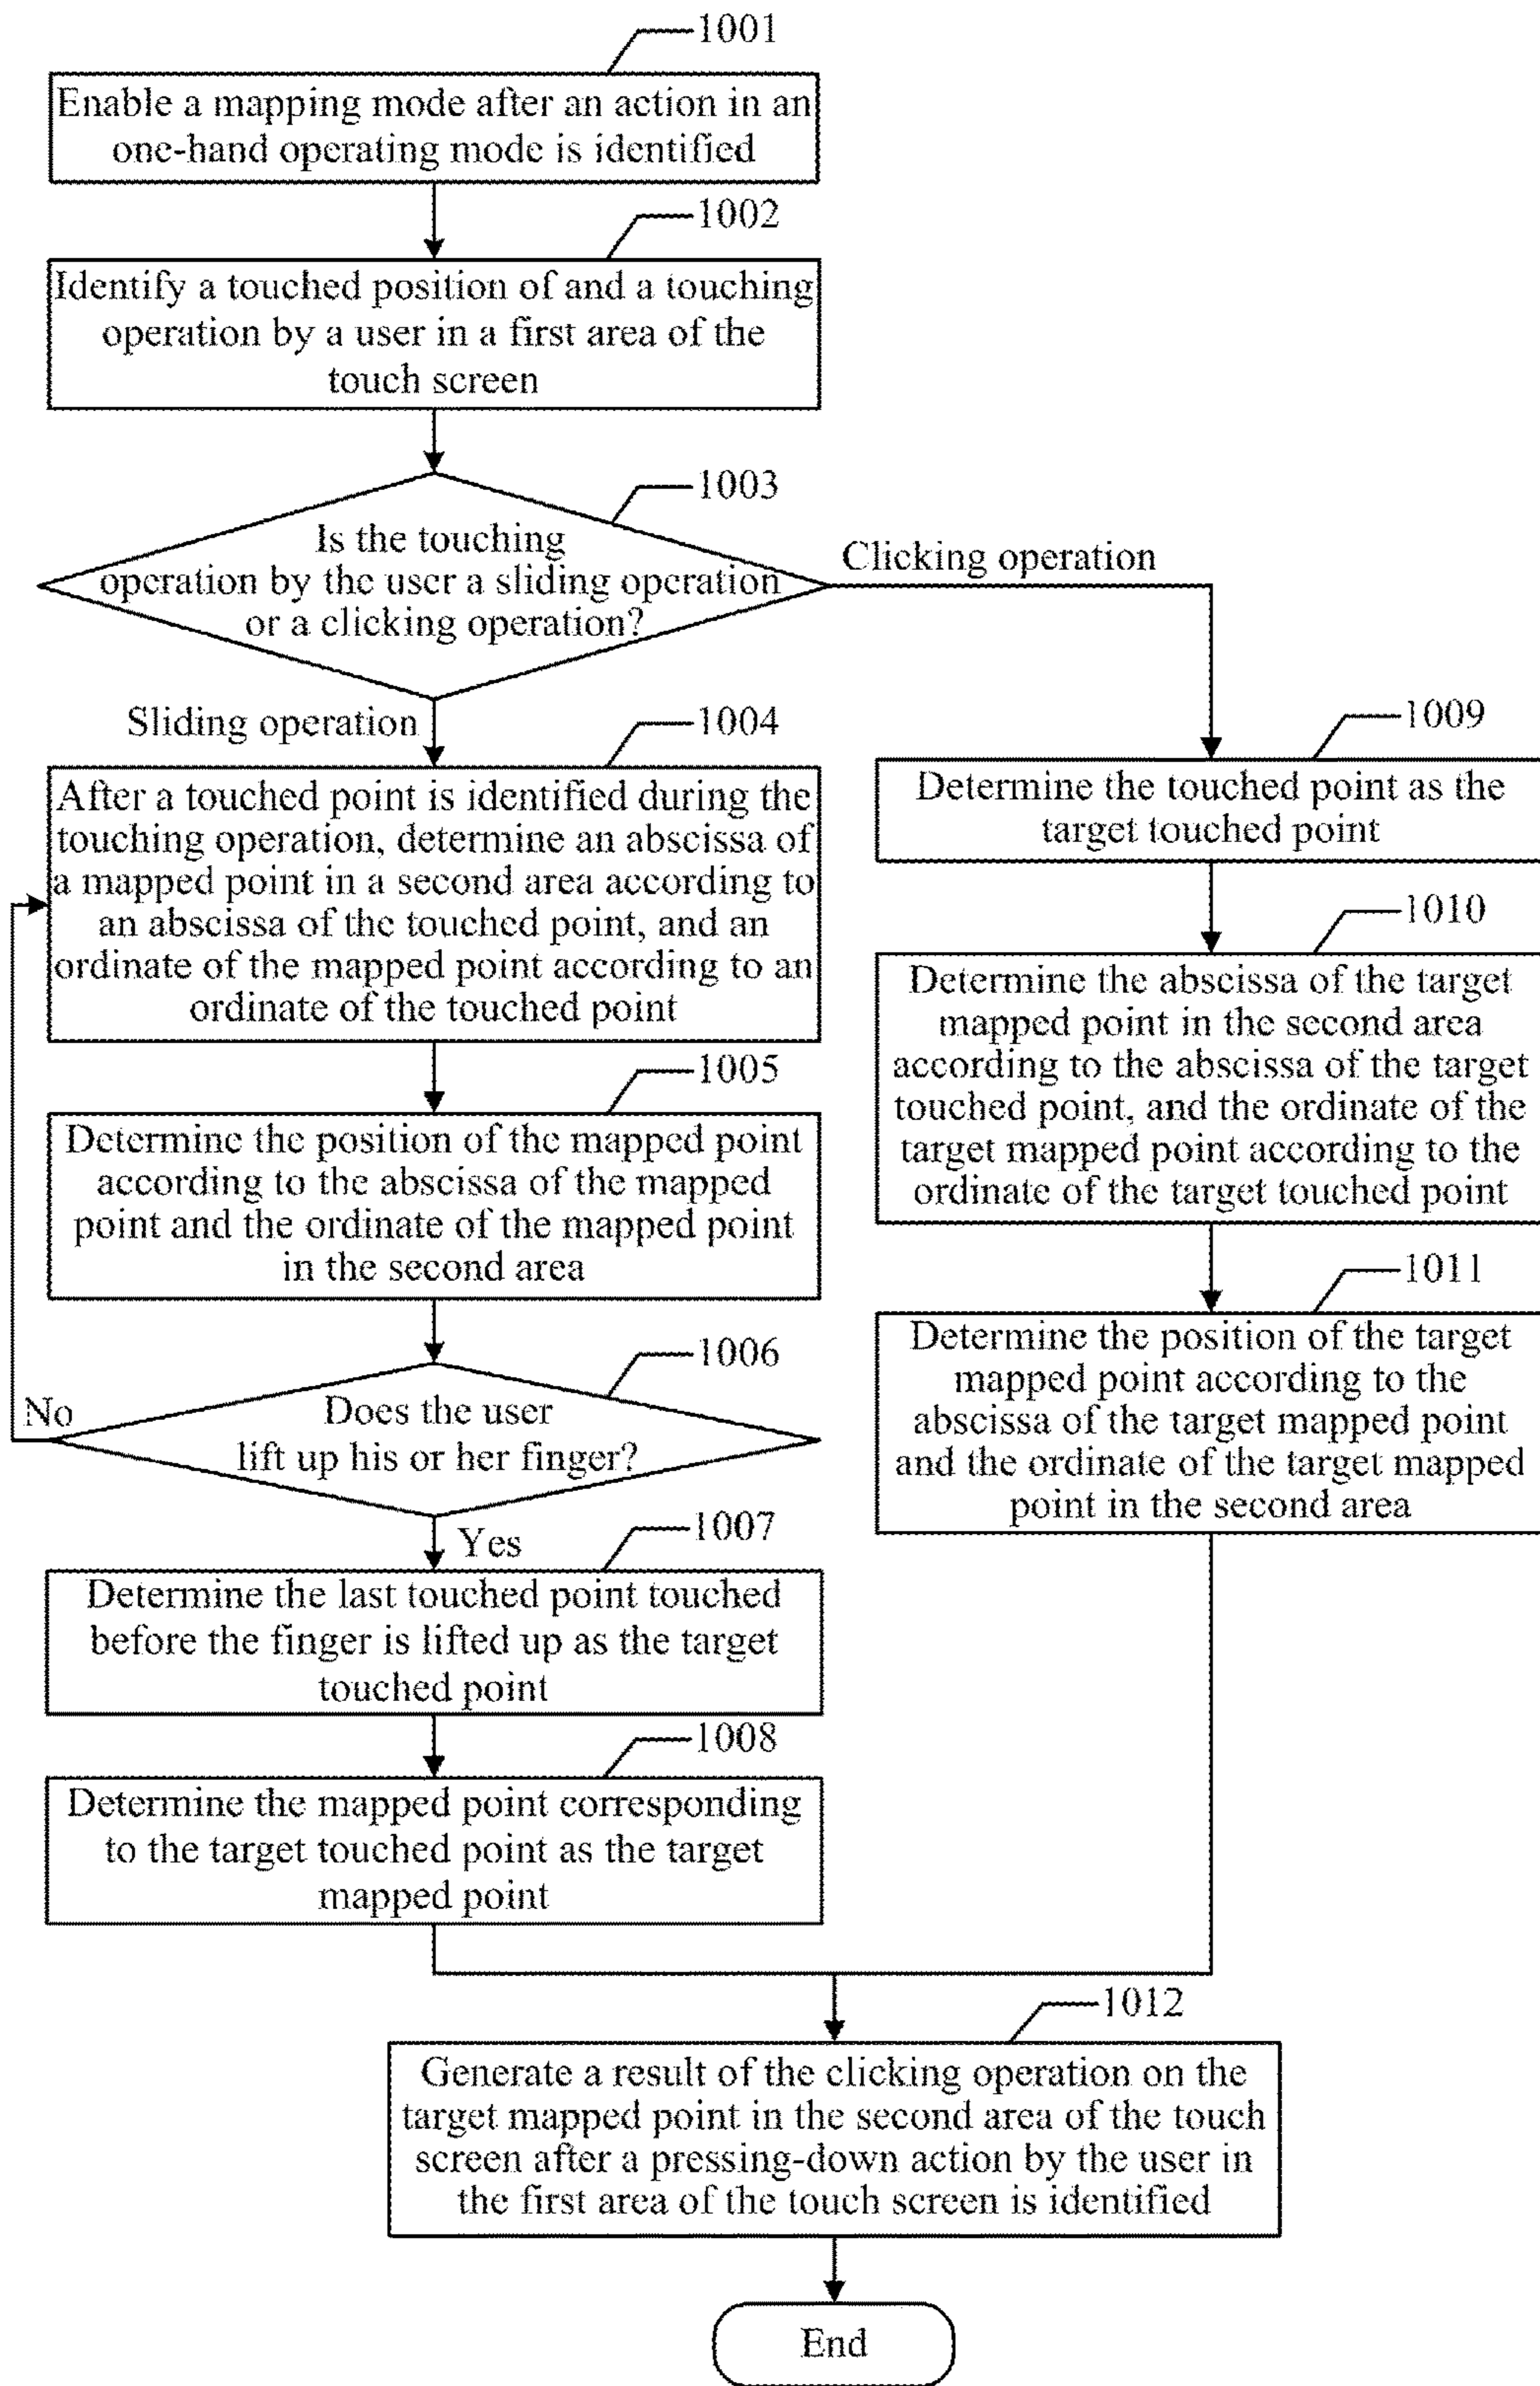 1001
Enable a mapping mode after an action in an
one-hand operating mode is identified
1002
Identify a touched position of and a touching
operation by a user in a first area of the
touch screen
1003
Is the touching
operation by the user a sliding operation
or a clicking operation?
Clicking operation
Sliding operation
1004
After a touched point is identified during the
touching operation, determine an abscissa of
a mapped point in a second area according to
an abscissa of the touched point, and an
ordinate of the mapped point according to an
ordinate of the touched point
1005
Determine the position of the mapped point
according to the abscissa of the mapped
point and the ordinate of the mapped point
in the second area
1006
Does the user
lift up his or her finger?
No
Yes
1007
Determine the last touched point touched
before the finger is lifted up as the target
touched point
1008
Determine the mapped point corresponding
to the target touched point as the target
mapped point
1009
Determine the touched point as the
target touched point
1010
Determine the abscissa of the target
mapped point in the second area
according to the abscissa of the target
touched point, and the ordinate of the
target mapped point according to the
ordinate of the target touched point
1011
Determine the position of the target
mapped point according to the
abscissa of the target mapped point
and the ordinate of the target mapped
point in the second area
1012
Generate a result of the clicking operation on the
target mapped point in the second area of the touch
screen after a pressing-down action by the user in
the first area of the touch screen is identified
End